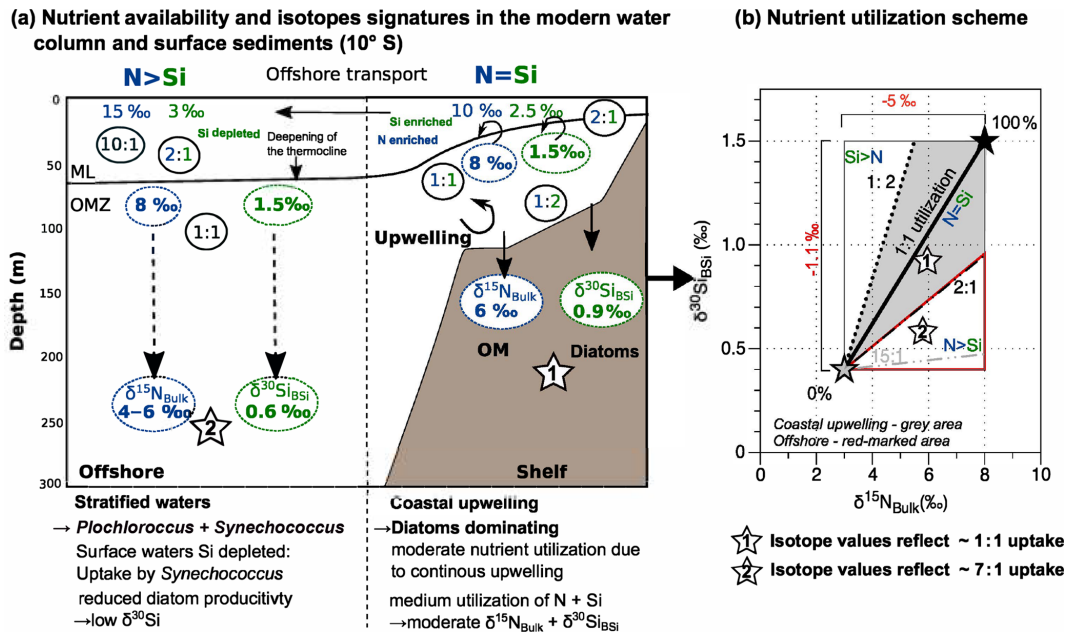 (a) Nutrient availability and isotopes signatures in the modern water
column and surface sediments (10° S)
N>Si
Offshore transport
N=Si
15 ‰ 3 ‰
10 ‰ 2.5 ‰
2:1
10:1
2:1
Si depleted
Deepening of
the thermocline
Si enriched
N enriched
8 ‰
1.5‰
ML
OMZ
8 ‰
1.5‰
1:1
1:1
1:2
Upwelling
Depth (m)
0
50
100
150
200
250
300
δ15NBulk
6 ‰
δ30SiBSi
0.9‰
OM
Diatoms
1
δ15NBulk
4–6 ‰
δ30SiBSi
0.6‰
2
Offshore
Shelf
Stratified waters
→ Plochloroccus + Synechococcus
Surface waters Si depleted:
Uptake by Synechococcus
reduced diatom producitivty
→low δ30Si
Coastal upwelling
→Diatoms dominating
moderate nutrient utilization due
to continous upwelling
medium utilization of N + Si
→moderate δ15NBulk + δ30SiBSi
(b) Nutrient utilization scheme
-5 ‰
100%
Si>N
1:2
1:1 utilization
N=Si
-1.1 ‰
1
2:1
2
N>Si
15:1
0%
Coastal upwelling - grey area
Offshore - red-marked area
δ30SiBSi (‰)
1.5
1.0
0.5
0
0 2 4 6 8 10
δ15NBulk(‰)
1 Isotope values reflect ~ 1:1 uptake
2 Isotope values reflect ~ 7:1 uptake